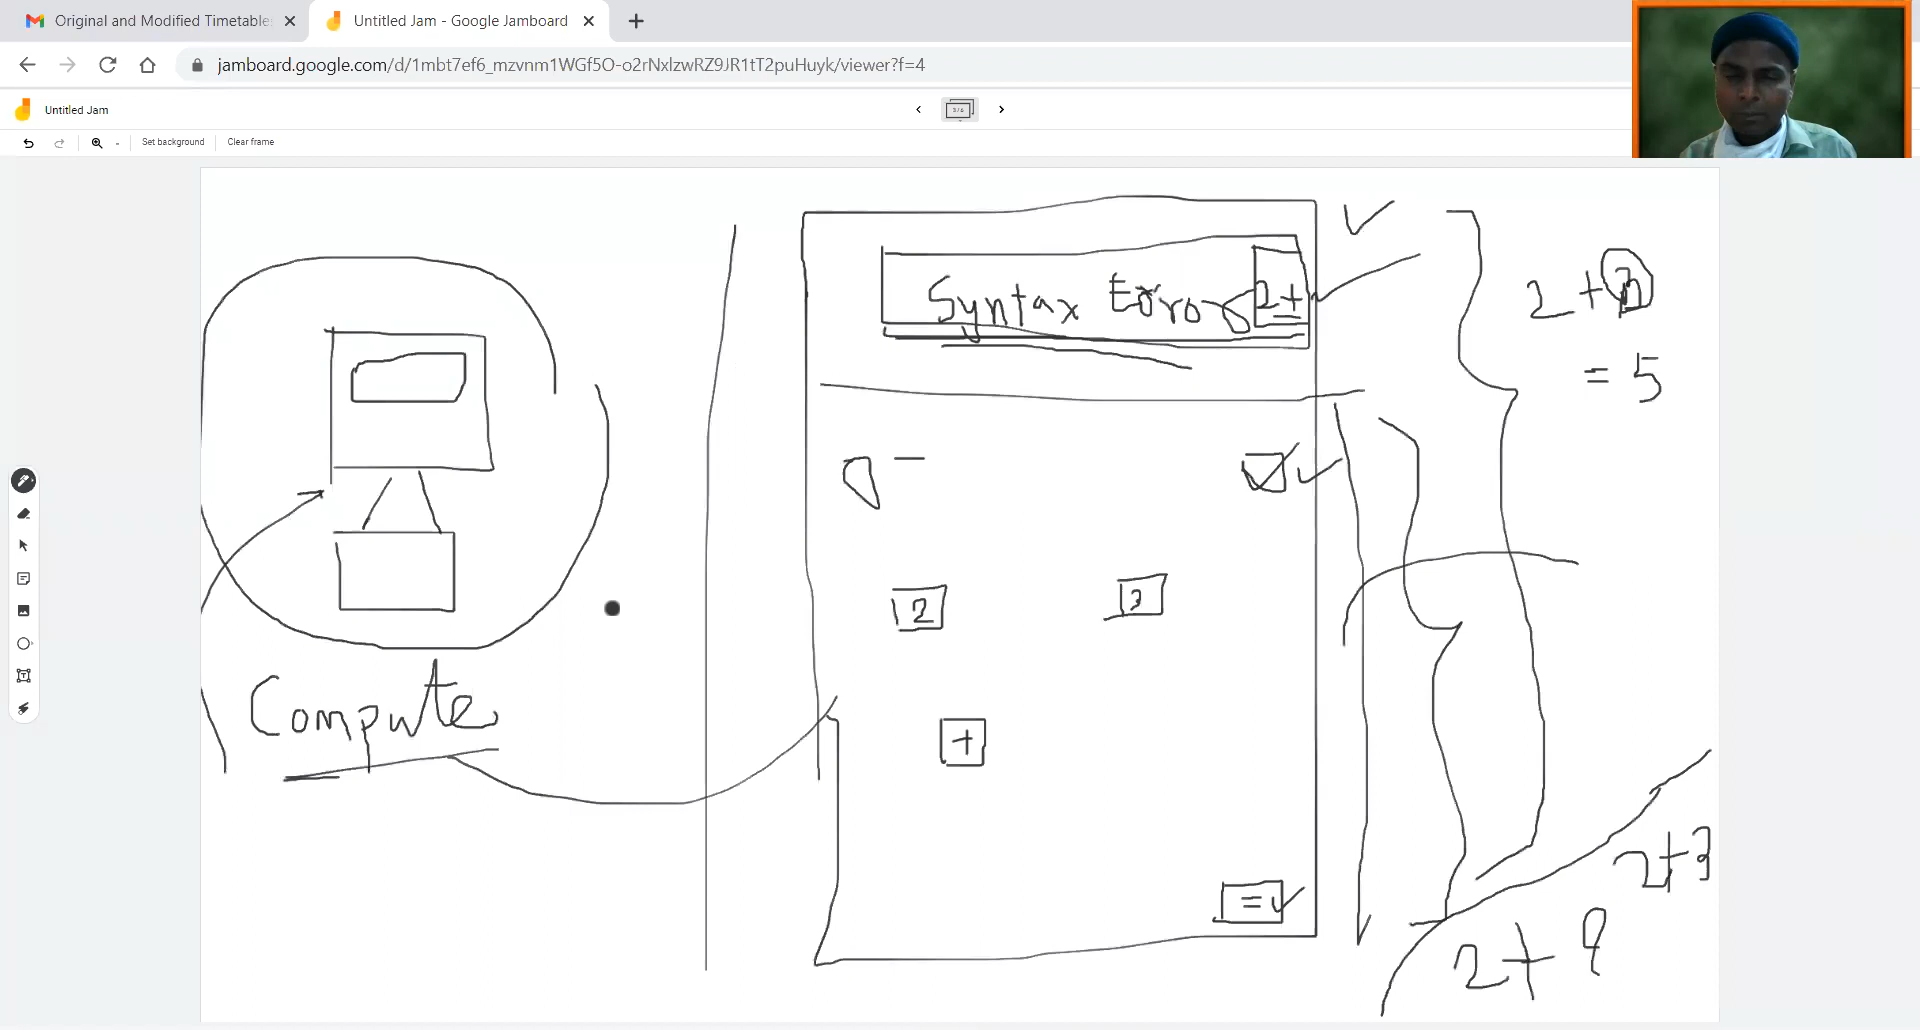 Original and Modified Timetable
Untitled Jam - Google Jamboard
jamboard.google.com/d/1mbt7ef6_mzvnm1WGf5O-o2rNxlzwRZ9JR1tT2puHuyk/viewer?f=4
Untitled Jam
Set background
Clear frame
Syntax Error
2+
2+
= 5
2
3
+
=
Compute
2+3
2+